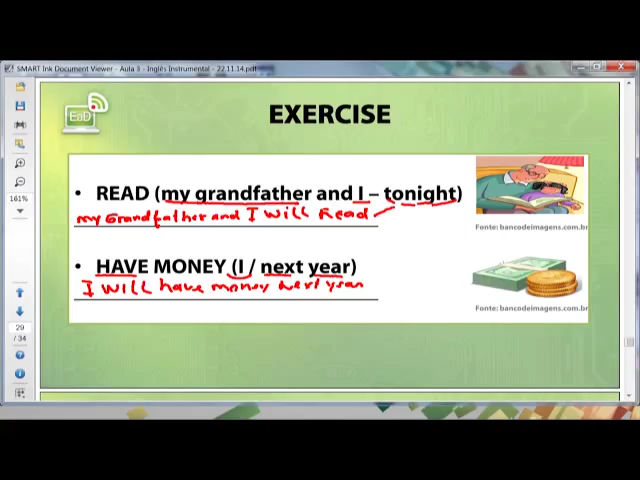 SMART Ink Document Viewer - Aula 3 - Inglês Instrumental - 22.11.14.pdf
EaD
EXERCISE
161%
• READ (my grandfather and I – tonight)
my Grandfather and I will Read
Fonte: bancodeimagens.com.br
• HAVE MONEY (I / next year)
I will have money next year
Fonte: bancodeimagens.com.br
29
/ 34